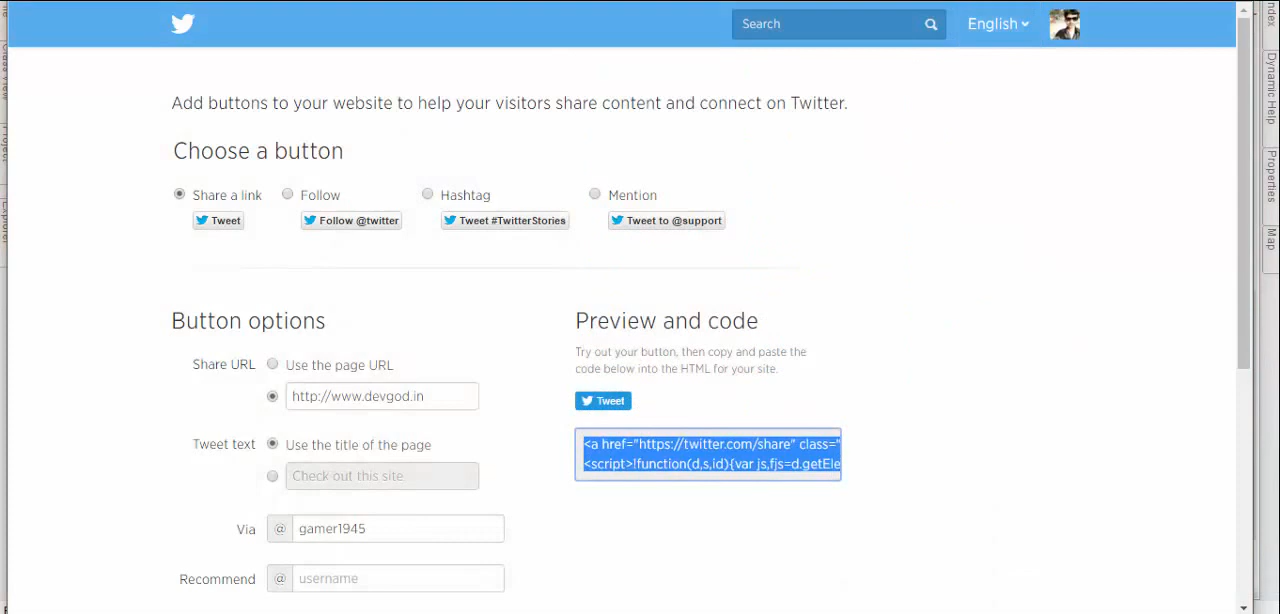 Search
English
Add buttons to your website to help your visitors share content and connect on Twitter.
Choose a button
Share a link
Follow
Hashtag
Mention
Tweet
Follow @twitter
Tweet #TwitterStories
Tweet to @support
Button options
Preview and code
Share URL
Use the page URL
Try out your button, then copy and paste the
code below into the HTML for your site.
http://www.devgod.in
Tweet
Tweet text
Use the title of the page
<a href="https://twitter.com/share" class="
<script>!function(d,s,id){var js,fjs=d.getEle
Check out this site
Via
@
gamer1945
Recommend
@
username
Dynamic Help
Properties
Map